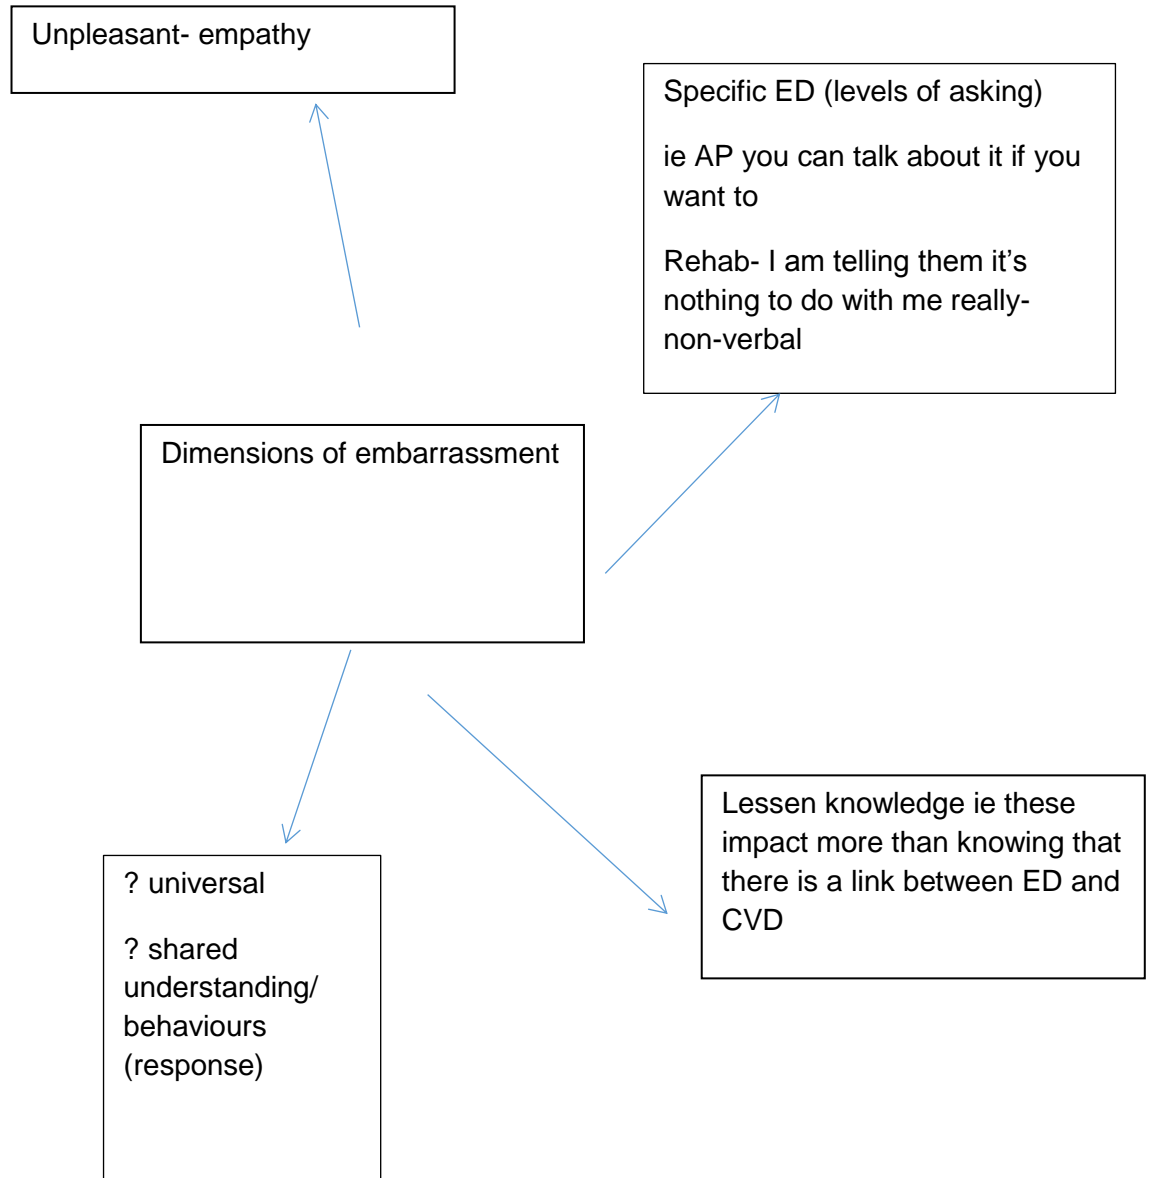 Unpleasant- empathy
Specific ED (levels of asking)
ie AP you can talk about it if you
want to
Rehab- I am telling them it’s
nothing to do with me really-
non-verbal
Dimensions of embarrassment
Lessen knowledge ie these
impact more than knowing that
there is a link between ED and
CVD
? universal
? shared
understanding/
behaviours
(response)